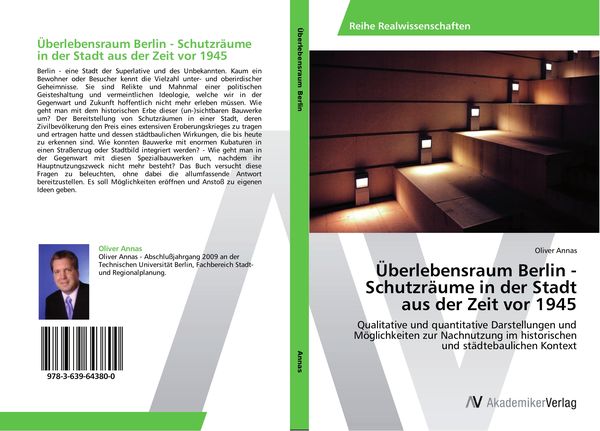 Überlebensraum Berlin - Schutzräume
in der Stadt aus der Zeit vor 1945
Berlin - eine Stadt der Superlative und des Unbekannten. Kaum ein
Bewohner oder Besucher kennt die Vielzahl unter- und oberirdischer
Geheimnisse. Sie sind Relikte und Mahnmal einer politischen
Geisteshaltung und vermeintlichen Ideologie, welche wir in der
Gegenwart und Zukunft hoffentlich nicht mehr erleben müssen. Wie
geht man mit dem historischen Erbe dieser (un-)sichtbaren Bauwerke
um? Der Bereitstellung von Schutzräumen in einer Stadt, deren
Zivilbevölkerung den Preis eines extensiven Eroberungskrieges zu tragen
und ertragen hatte und dessen städtbaulichen Wirkungen, die bis heute
zu erkennen sind. Wie konnten Bauwerke mit enormen Kubaturen in
einen Straßenzug oder Stadtbild integriert werden? - Wie geht man in
der Gegenwart mit diesen Spezialbauwerken um, nachdem ihr
Hauptnutzungszweck nicht mehr besteht? Das Buch versucht diese
Fragen zu beleuchten, ohne dabei die allumfassende Antwort
bereitzustellen. Es soll Möglichkeiten eröffnen und Anstoß zu eigenen
Ideen geben.
Oliver Annas
Oliver Annas - Abschlußjahrgang 2009 an der
Technischen Universität Berlin, Fachbereich Stadt-
und Regionalplanung.
978-3-639-64380-0
Überlebensraum Berlin
Annas
Reihe Realwissenschaften
Oliver Annas
Überlebensraum Berlin -
Schutzräume in der Stadt
aus der Zeit vor 1945
Qualitative und quantitative Darstellungen und
Möglichkeiten zur Nachnutzung im historischen
und städtebaulichen Kontext
AV AkademikerVerlag